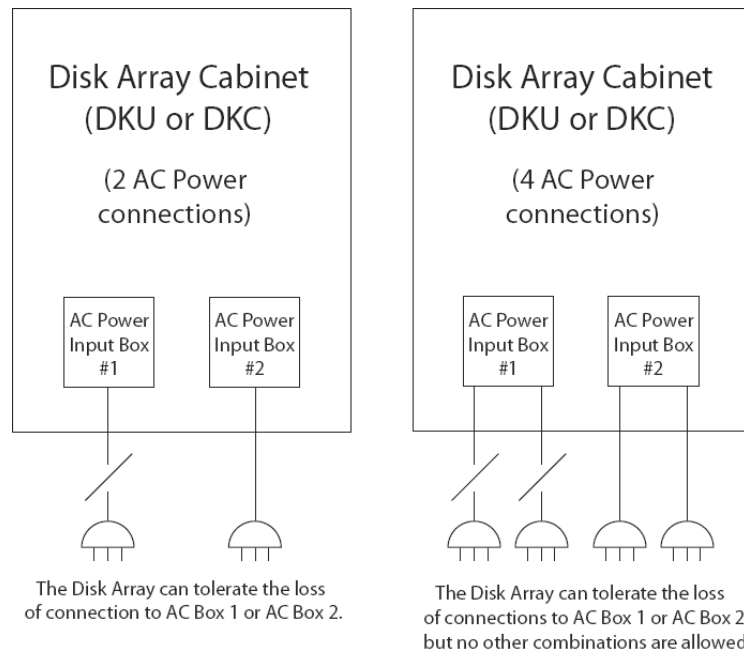 Disk Array Cabinet
(DKU or DKC)
(2 AC Power
connections)
AC Power
Input Box
#1
AC Power
Input Box
#2
The Disk Array can tolerate the loss
of connection to AC Box 1 or AC Box 2.
Disk Array Cabinet
(DKU or DKC)
(4 AC Power
connections)
AC Power
Input Box
#1
AC Power
Input Box
#2
The Disk Array can tolerate the loss
of connections to AC Box 1 or AC Box 2
but no other combinations are allowed